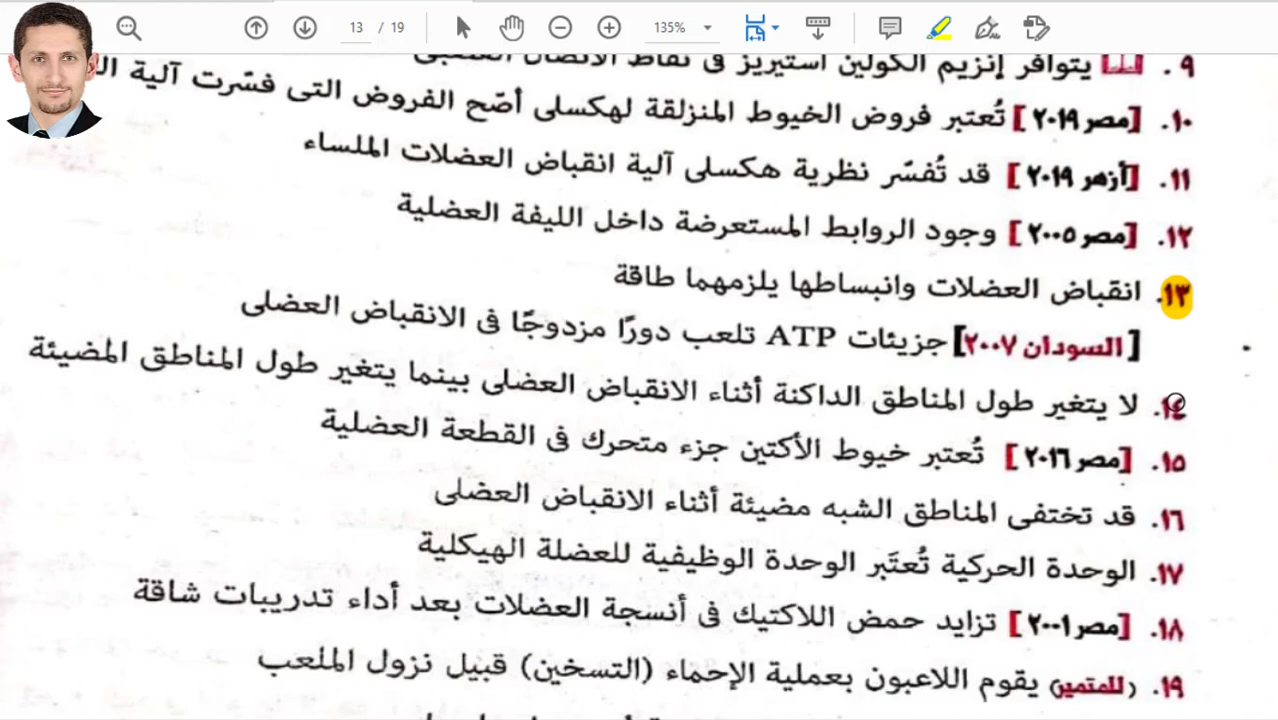 13 / 19
135%
٩. يتوافر إنزيم الكولين أستيريز فى نقاط الاتصال العصبى
١٠. [مصر ٢٠١٩] تُعتبر فروض الخيوط المنزلقة لهكسلى أصّح الفروض التى فسّرت آلية
١١. [أزهر ٢٠١٩] قد تُفسّر نظرية هكسلى آلية انقباض العضلات الملساء
١٢. [مصر ٢٠٠٥] وجود الروابط المستعرضة داخل الليفة العضلية
١٣. انقباض العضلات وانبساطها يلزمهما طاقة
[السودان ٢٠٠٧] جزيئات ATP تلعب دورًا مزدوجًا فى الانقباض العضلى
١٤. لا يتغير طول المناطق الداكنة أثناء الانقباض العضلى بينما يتغير طول المناطق المضيئة
١٥. [مصر ٢٠١٦] تُعتبر خيوط الأكتين جزء متحرك فى القطعة العضلية
١٦. قد تختفى المناطق الشبه مضيئة أثناء الانقباض العضلى
١٧. الوحدة الحركية تُعتَبر الوحدة الوظيفية للعضلة الهيكلية
١٨. [مصر ٢٠٠١] تزايد حمض اللاكتيك فى أنسجة العضلات بعد أداء تدريبات شاقة
١٩. (للمتميز) يقوم اللاعبون بعملية الإحماء (التسخين) قبيل نزول الملعب